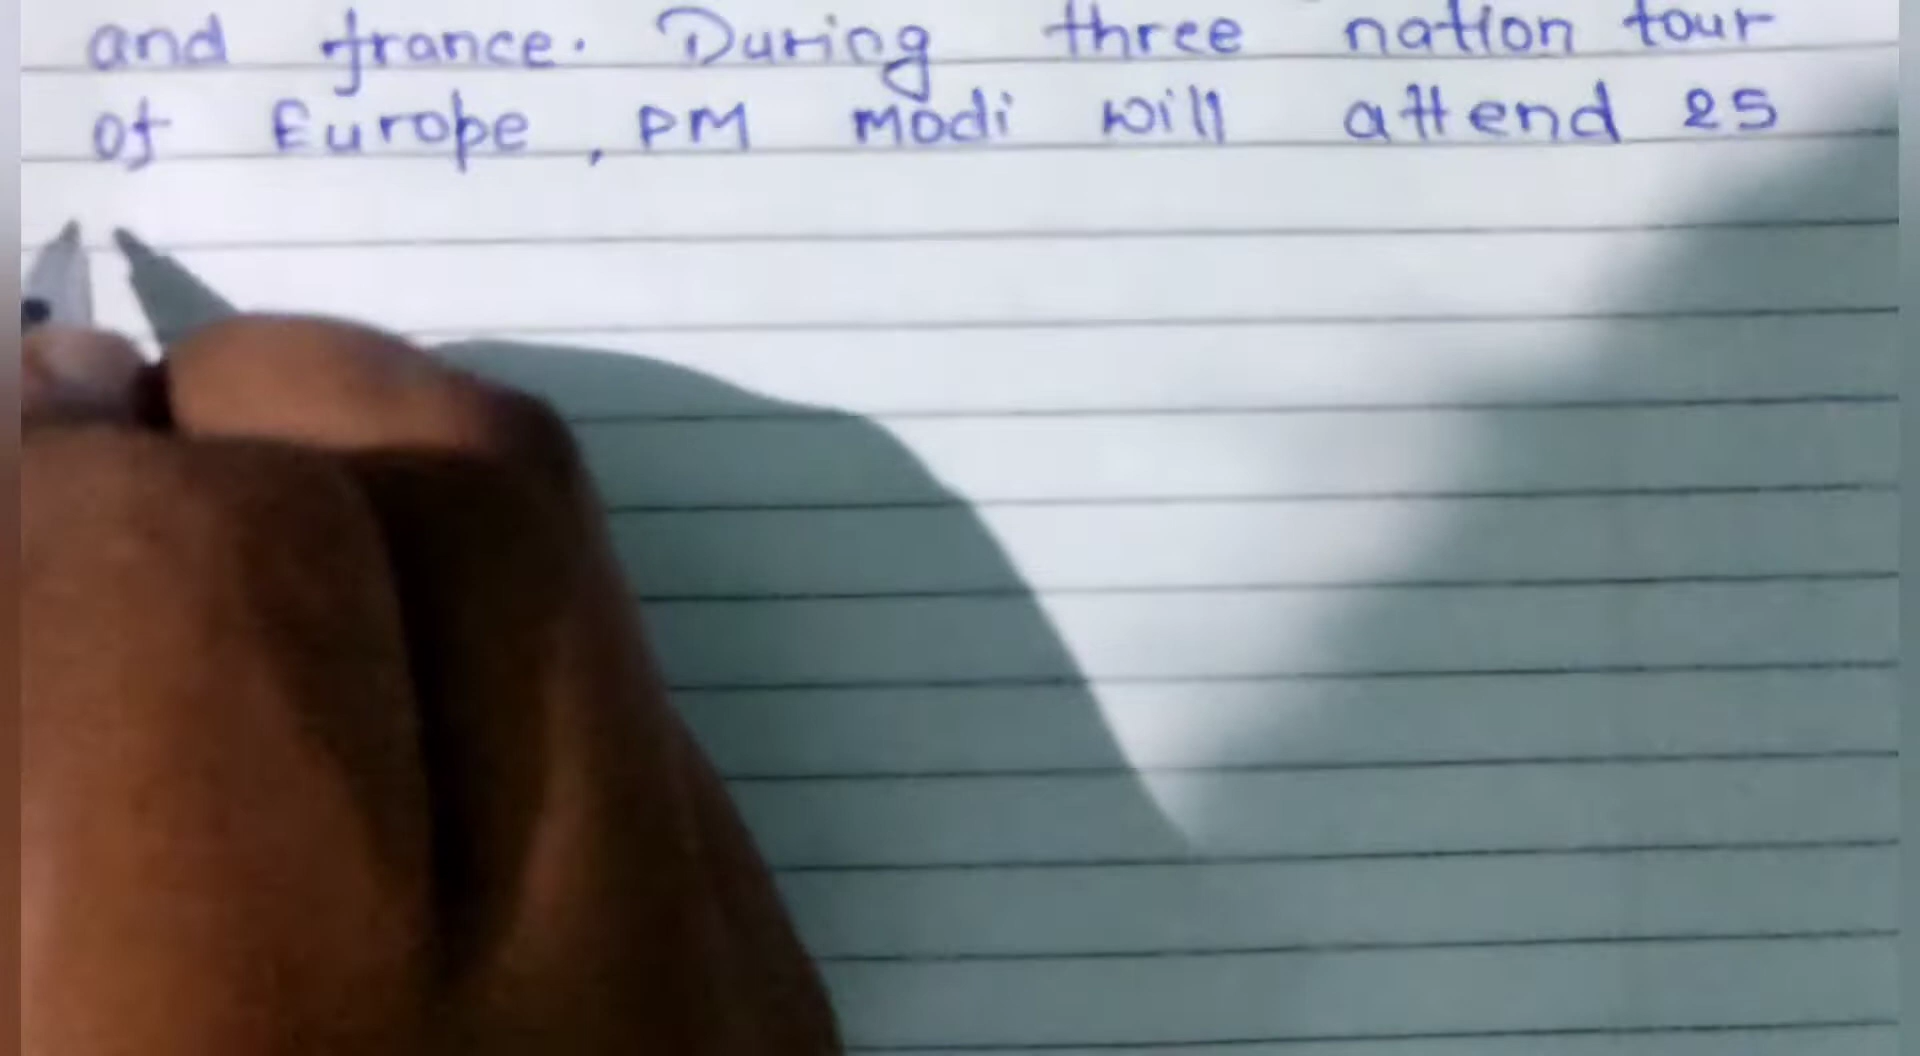 and france. During three nation tour
of Europe, PM modi will attend 25